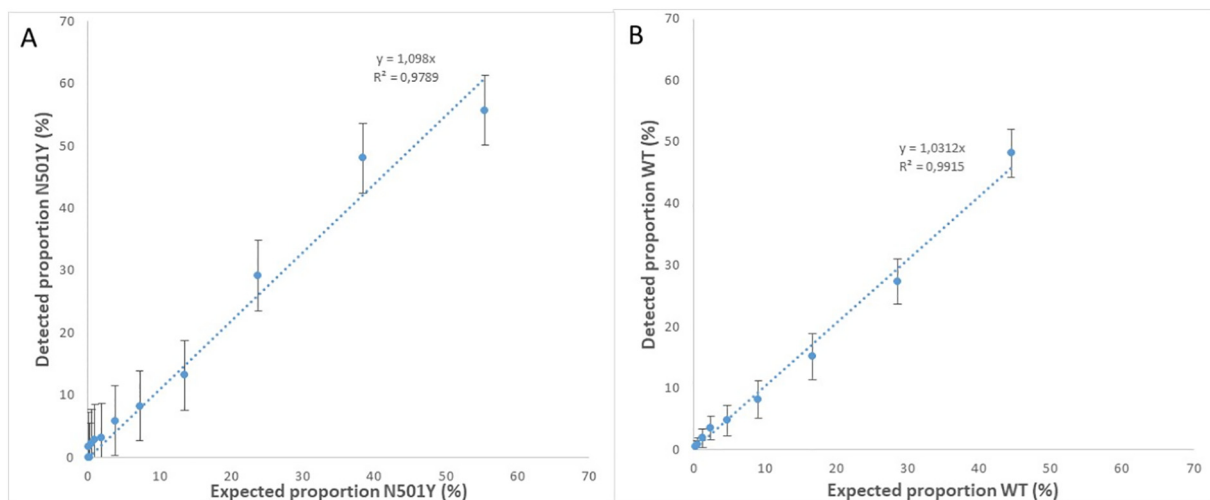 A
70
60
50
40
30
20
10
0
Detected proportion N501Y (%)
y = 1,098x
R² = 0,9789
0 10 20 30 40 50 60 70
Expected proportion N501Y (%)
B
70
60
50
40
30
20
10
0
Detected proportion WT (%)
y = 1,0312x
R² = 0,9915
0 10 20 30 40 50 60 70
Expected proportion WT (%)